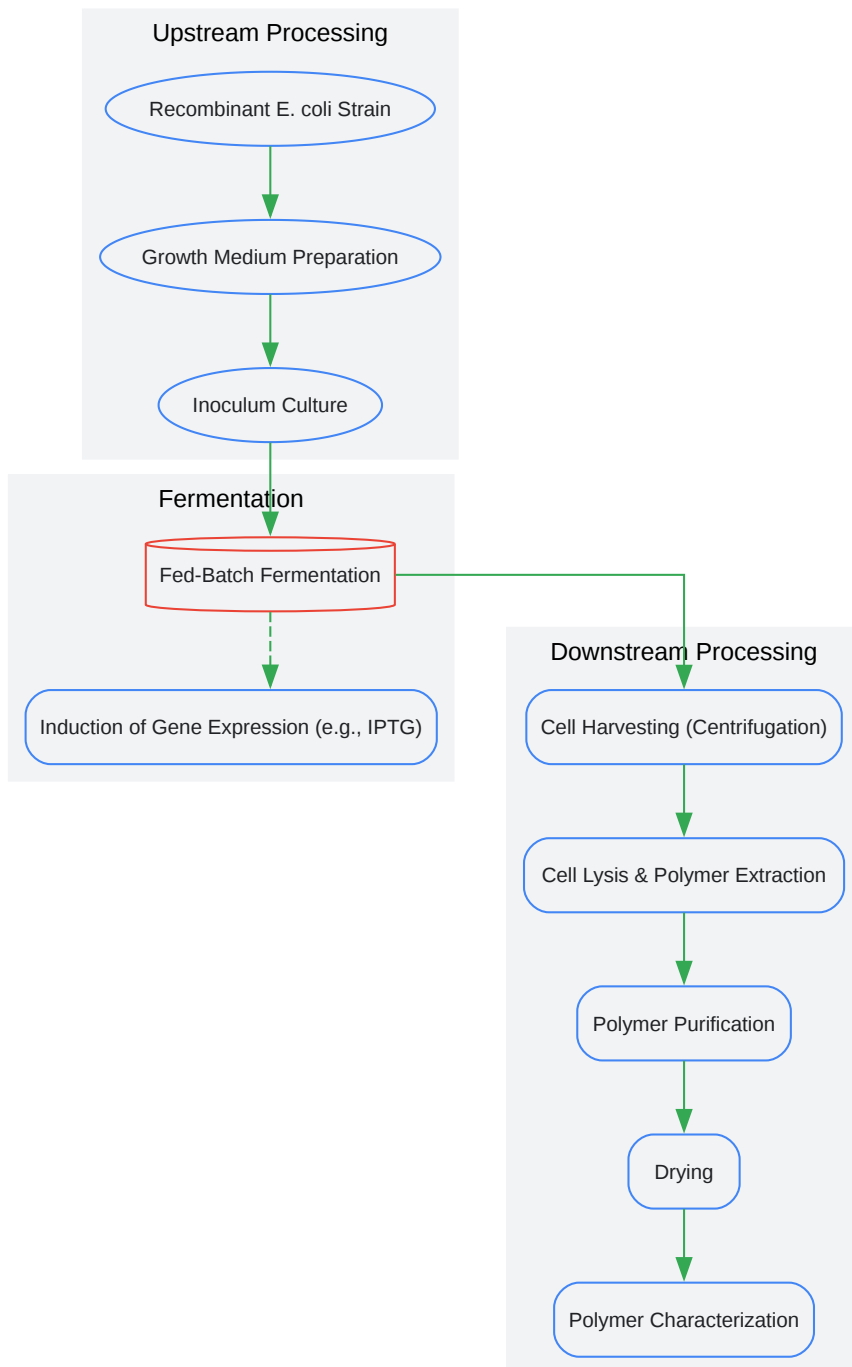 Upstream Processing
Recombinant E. coli Strain
Growth Medium Preparation
Inoculum Culture
Fermentation
Fed-Batch Fermentation
Induction of Gene Expression (e.g., IPTG)
Downstream Processing
Cell Harvesting (Centrifugation)
Cell Lysis & Polymer Extraction
Polymer Purification
Drying
Polymer Characterization